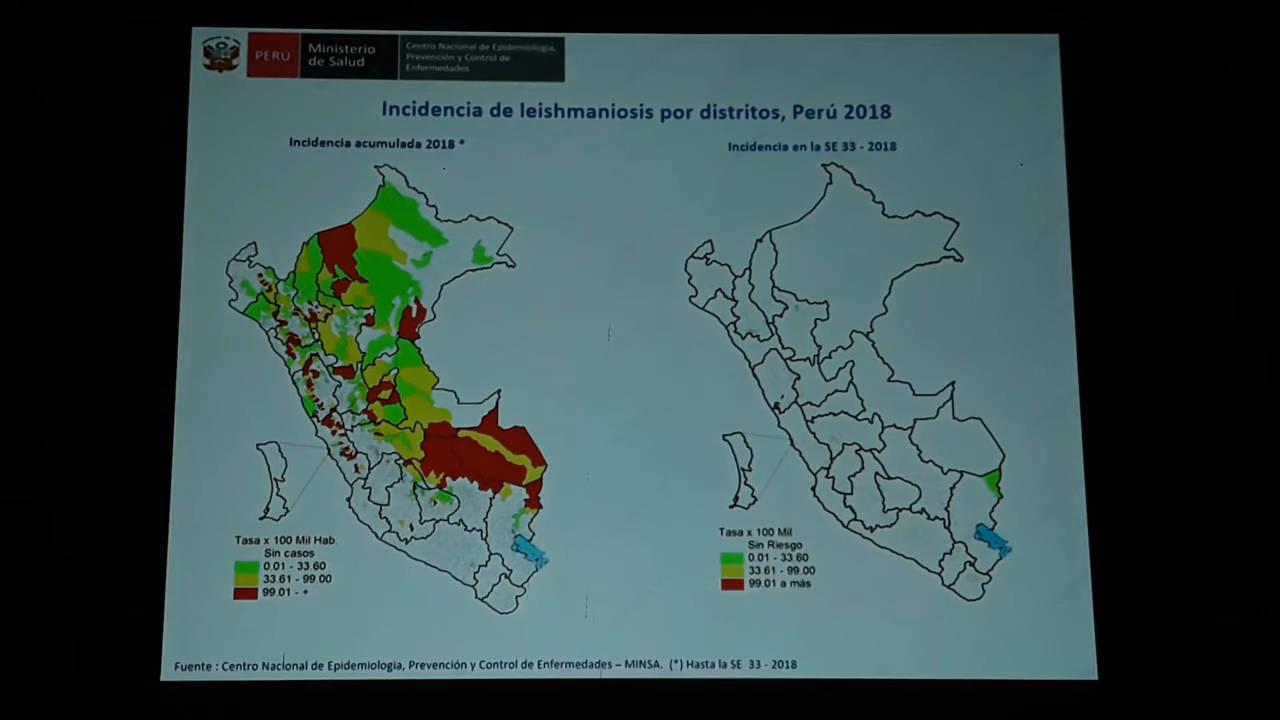 PERÚ
Ministerio
de Salud
Centro Nacional de Epidemiología,
Prevención y Control de
Enfermedades
Incidencia de leishmaniosis por distritos, Perú 2018
Incidencia acumulada 2018 *
Incidencia en la SE 33 - 2018
Tasa x 100 Mil Hab.
Sin casos
0.01 - 33.60
33.61 - 99.00
99.01 - +
Tasa x 100 Mil
Sin Riesgo
0.01 - 33.60
33.61 - 99.00
99.01 a más
Fuente : Centro Nacional de Epidemiologia, Prevención y Control de Enfermedades – MINSA. (*) Hasta la SE 33 - 2018